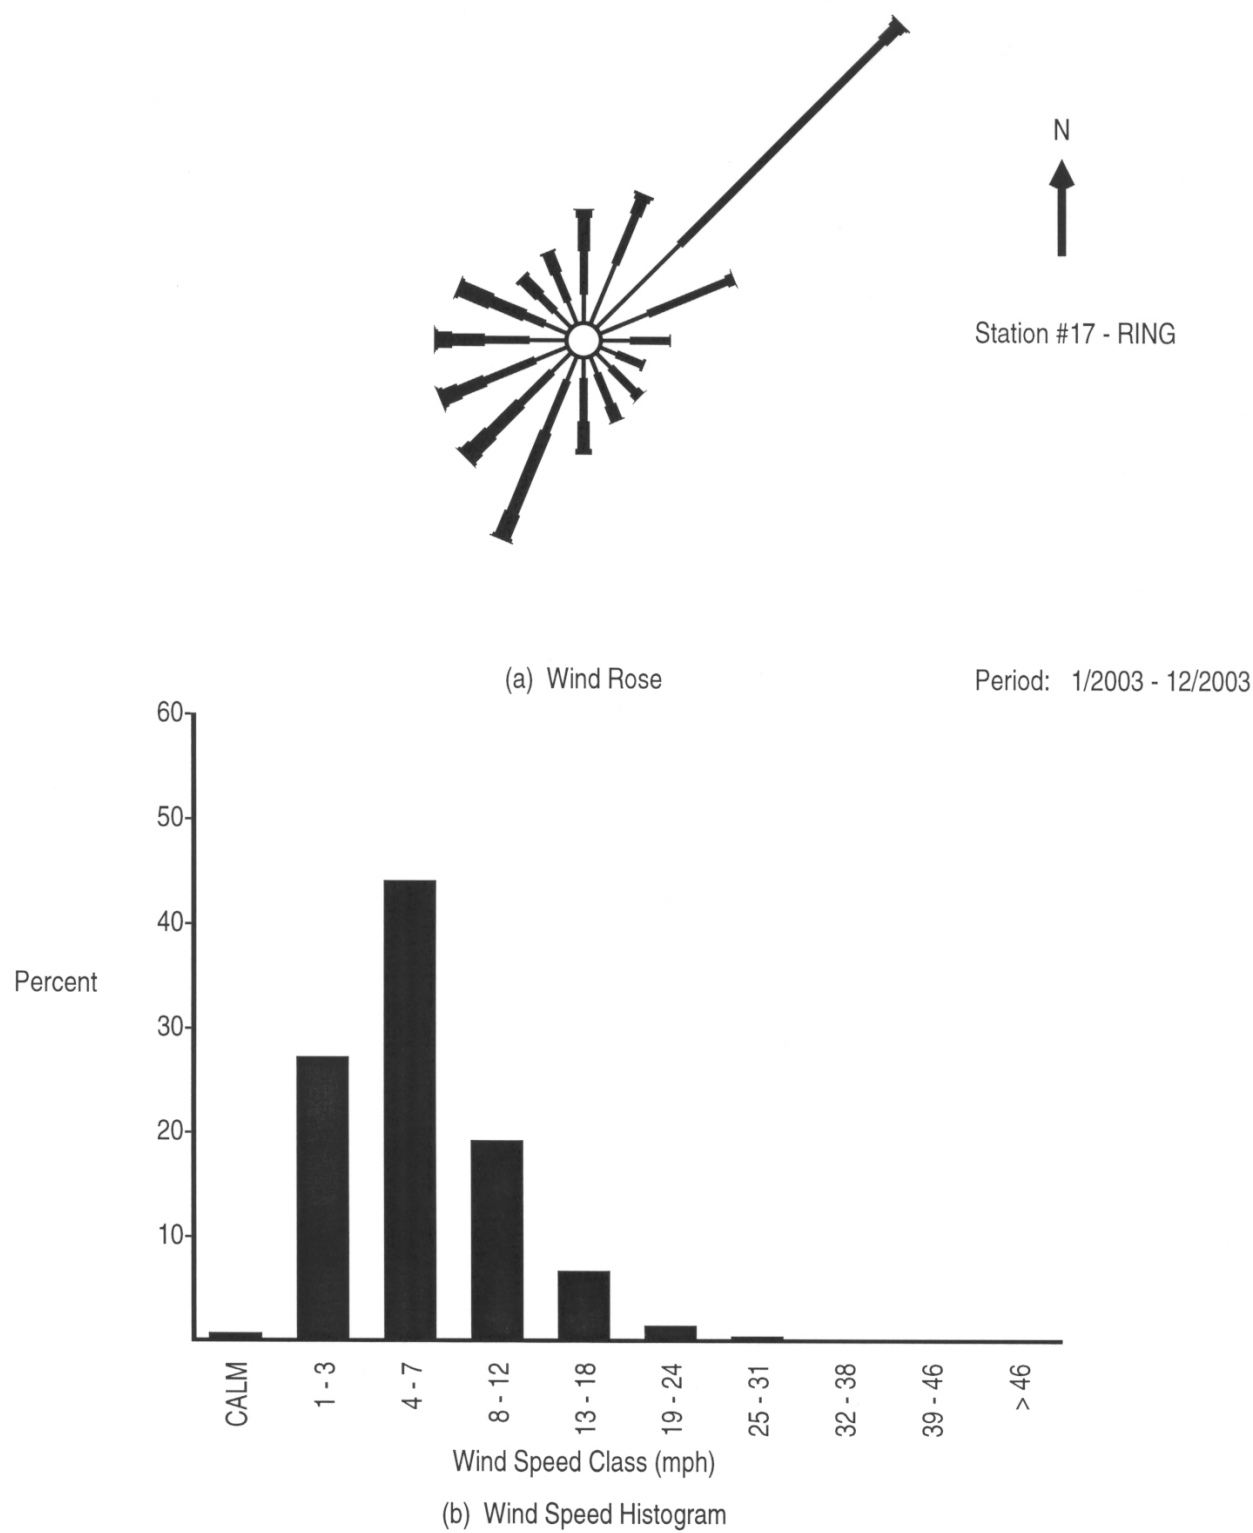 N
Station #17 - RING
(a) Wind Rose
Period: 1/2003 - 12/2003
60
50
40
Percent
30
20
10
CALM
1 - 3
4 - 7
8 - 12
13 - 18
19 - 24
25 - 31
32 - 38
39 - 46
> 46
Wind Speed Class (mph)
(b) Wind Speed Histogram